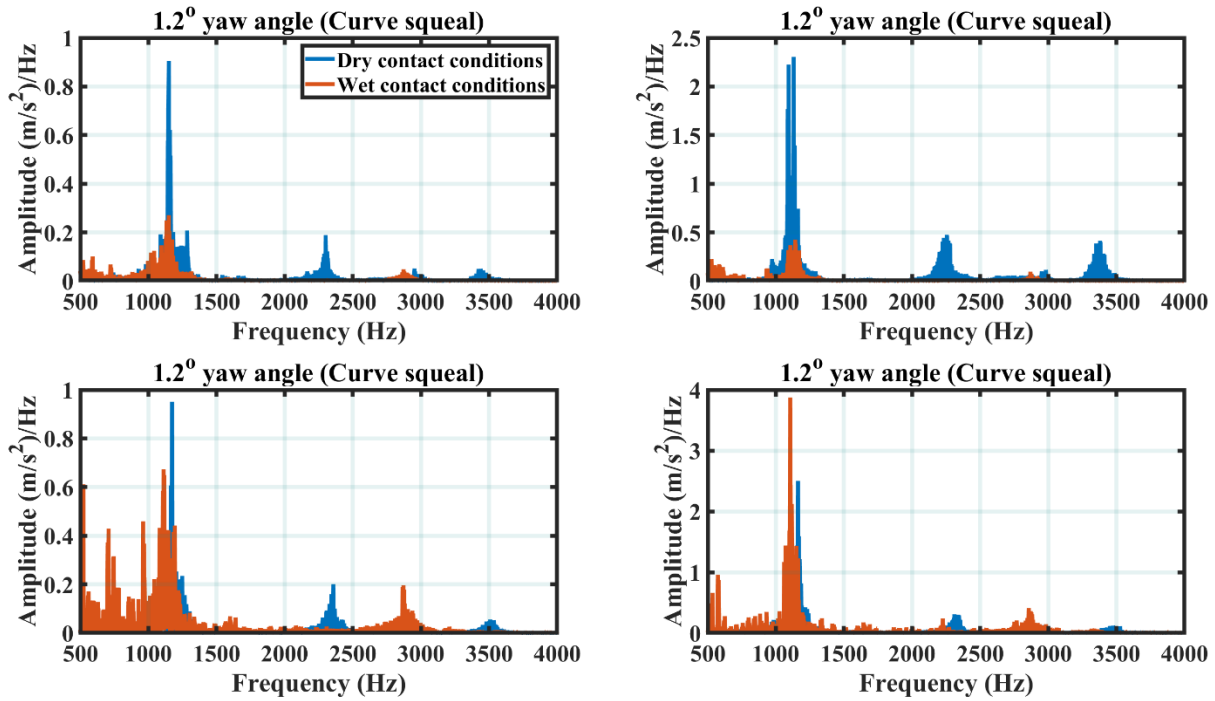 1.2° yaw angle (Curve squeal)
1
0.8
0.6
0.4
0.2
0
Amplitude (m/s²)/Hz
Dry contact conditions
Wet contact conditions
500 1000 1500 2000 2500 3000 3500 4000
Frequency (Hz)
1.2° yaw angle (Curve squeal)
2.5
2
1.5
1
0.5
0
Amplitude (m/s²)/Hz
500 1000 1500 2000 2500 3000 3500 4000
Frequency (Hz)
1.2° yaw angle (Curve squeal)
1
0.8
0.6
0.4
0.2
0
Amplitude (m/s²)/Hz
500 1000 1500 2000 2500 3000 3500 4000
Frequency (Hz)
1.2° yaw angle (Curve squeal)
4
3
2
1
0
Amplitude (m/s²)/Hz
500 1000 1500 2000 2500 3000 3500 4000
Frequency (Hz)